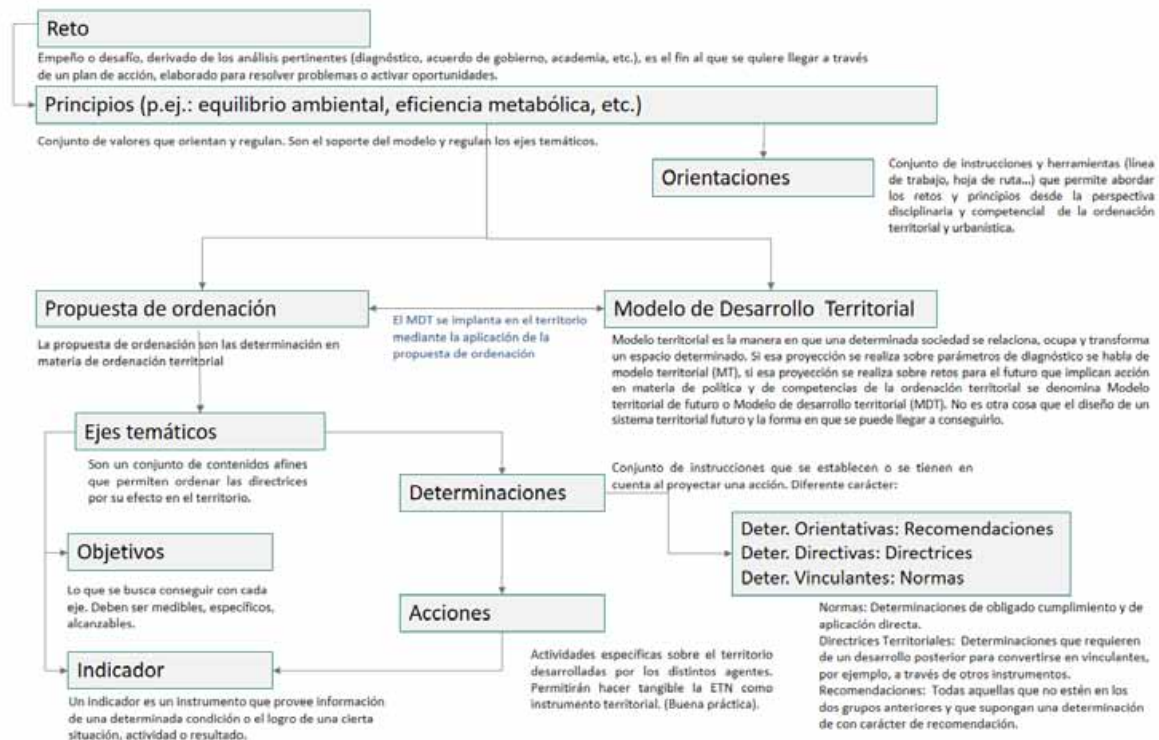 Reto
Empeño o desafío, derivado de los análisis pertinentes (diagnóstico, acuerdo de gobierno, academia, etc.), es el fin al que se quiere llegar a través
de un plan de acción, elaborado para resolver problemas o activar oportunidades.
Principios (p.ej.: equilibrio ambiental, eficiencia metabólica, etc.)
Conjunto de valores que orientan y regulan. Son el soporte del modelo y regulan los ejes temáticos.
Orientaciones
Conjunto de instrucciones y herramientas (línea
de trabajo, hoja de ruta...) que permite abordar
los retos y principios desde la perspectiva
disciplinaria y competencial de la ordenación
territorial y urbanística.
Propuesta de ordenación
La propuesta de ordenación son las determinación en
materia de ordenación territorial
El MDT se implanta en el territorio
mediante la aplicación de la
propuesta de ordenación
Modelo de Desarrollo Territorial
Modelo territorial es la manera en que una determinada sociedad se relaciona, ocupa y transforma
un espacio determinado. Si esa proyección se realiza sobre parámetros de diagnóstico se habla de
modelo territorial (MT), si esa proyección se realiza sobre retos para el futuro que implican acción
en materia de política y de competencias de la ordenación territorial se denomina Modelo
territorial de futuro o Modelo de desarrollo territorial (MDT). No es otra cosa que el diseño de un
sistema territorial futuro y la forma en que se puede llegar a conseguirlo.
Ejes temáticos
Son un conjunto de contenidos afines
que permiten ordenar las directrices
por su efecto en el territorio.
Determinaciones
Conjunto de instrucciones que se establecen o se tienen en
cuenta al proyectar una acción. Diferente carácter:
Deter. Orientativas: Recomendaciones
Deter. Directivas: Directrices
Deter. Vinculantes: Normas
Normas: Determinaciones de obligado cumplimiento y de
aplicación directa.
Directrices Territoriales: Determinaciones que requieren
de un desarrollo posterior para convertirse en vinculantes,
por ejemplo, a través de otros instrumentos.
Recomendaciones: Todas aquellas que no estén en los
dos grupos anteriores y que supongan una determinación
de con carácter de recomendación.
Objetivos
Lo que se busca conseguir con cada
eje. Deben ser medibles, específicos,
alcanzables.
Acciones
Actividades específicas sobre el territorio
desarrolladas por los distintos agentes.
Permitirán hacer tangible la ETN como
instrumento territorial. (Buena práctica).
Indicador
Un indicador es un instrumento que provee información
de una determinada condición o el logro de una cierta
situación, actividad o resultado.